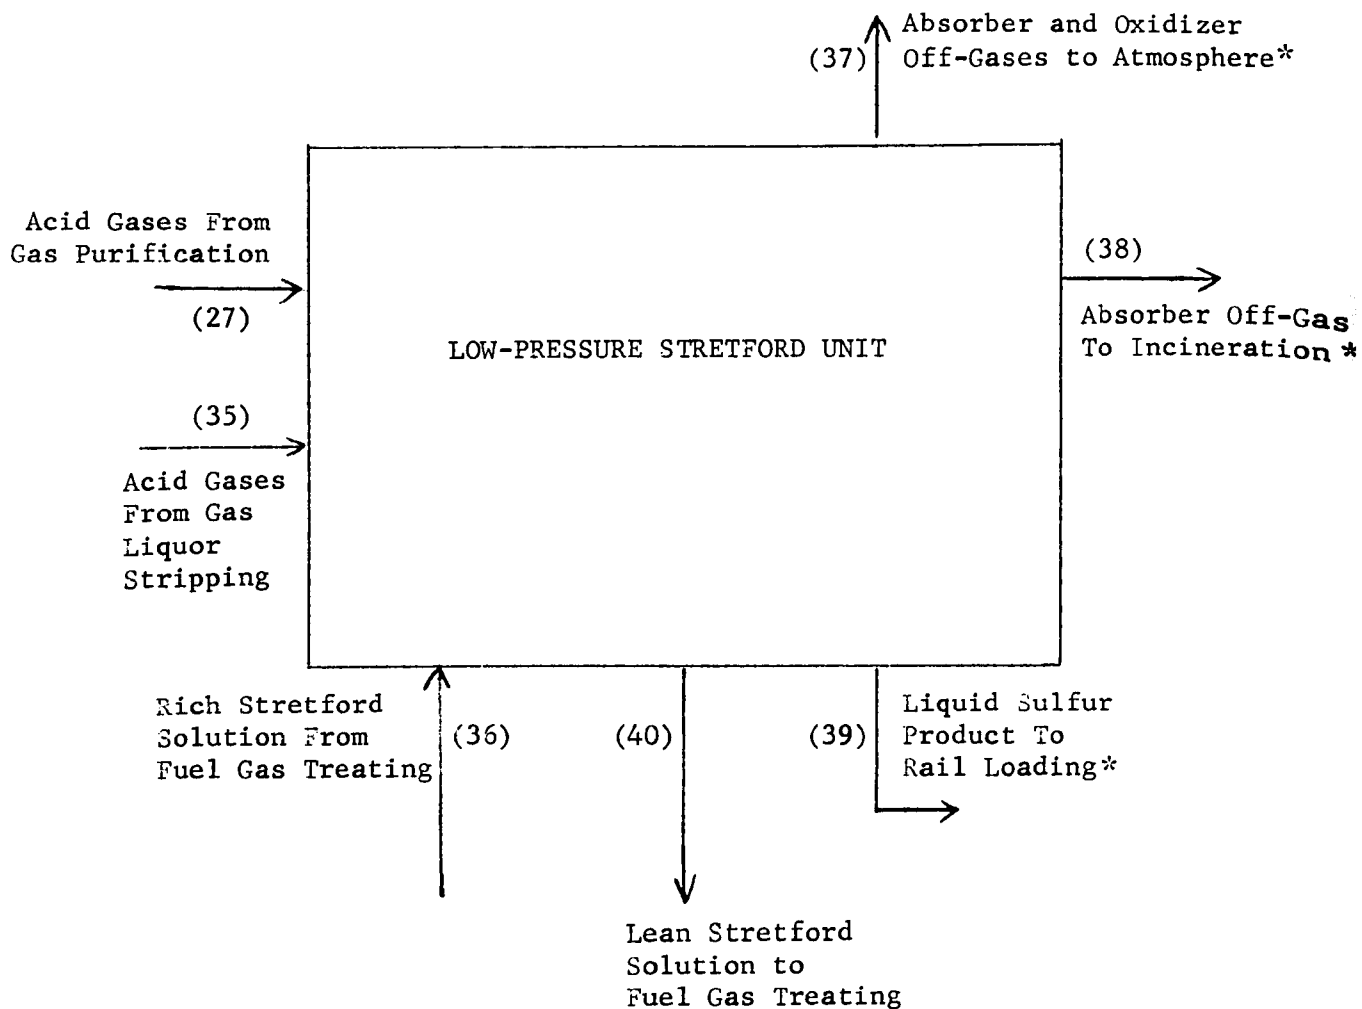 Absorber and Oxidizer
Off-Gases to Atmosphere*
(37)
Acid Gases From
Gas Purification
(27)
(38)
Absorber Off-Gas
To Incineration*
LOW-PRESSURE STRETFORD UNIT
(35)
Acid Gases
From Gas
Liquor
Stripping
Rich Stretford
Solution From
Fuel Gas Treating
(36)
(40)
(39)
Liquid Sulfur
Product To
Rail Loading*
Lean Stretford
Solution to
Fuel Gas Treating